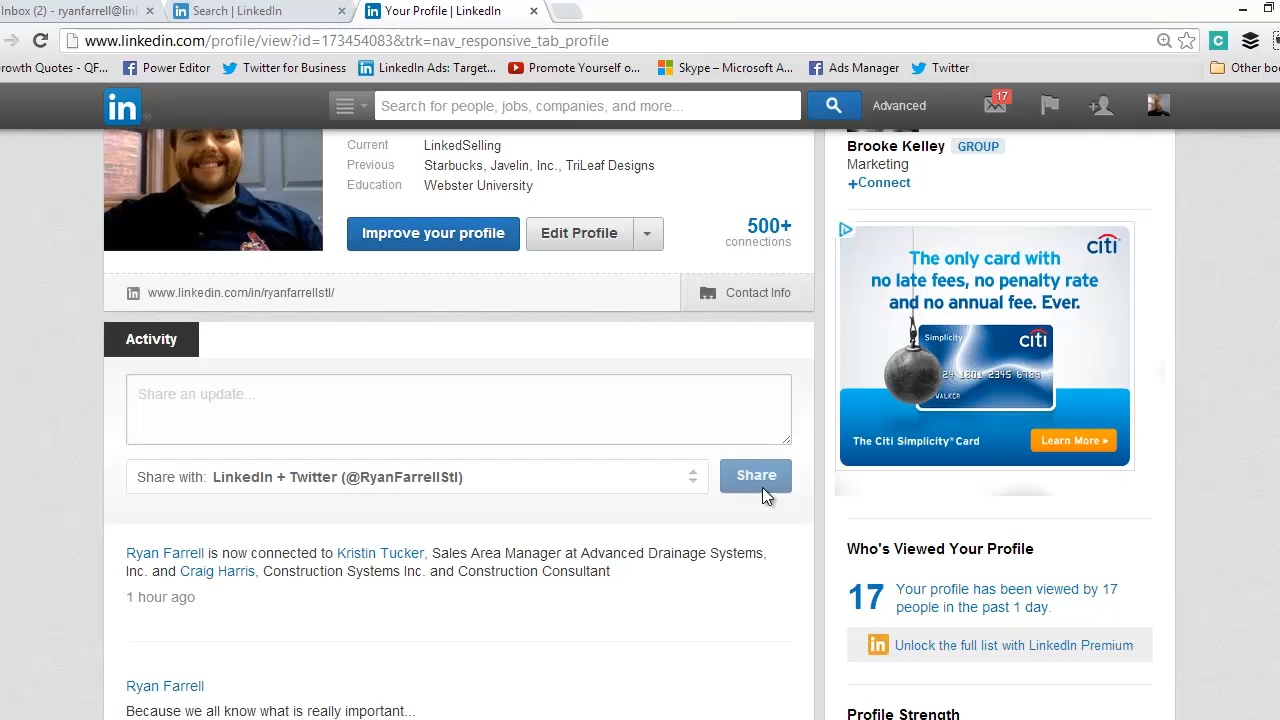 Inbox (2) - ryanfarrell@linl
Search | LinkedIn
Your Profile | LinkedIn
www.linkedin.com/profile/view?id=173454083&trk=nav_responsive_tab_profile
rowth Quotes - QF...
Power Editor
Twitter for Business
LinkedIn Ads: Target...
Promote Yourself o...
Skype – Microsoft A...
Ads Manager
Twitter
Other boo
in
Search for people, jobs, companies, and more...
Advanced
17
Current LinkedSelling
Previous Starbucks, Javelin, Inc., TriLeaf Designs
Education Webster University
Improve your profile
Edit Profile
500+
connections
www.linkedin.com/in/ryanfarrellstl/
Contact Info
Activity
Share an update...
Share with: LinkedIn + Twitter (@RyanFarrellStl)
Share
Ryan Farrell is now connected to Kristin Tucker, Sales Area Manager at Advanced Drainage Systems,
Inc. and Craig Harris, Construction Systems Inc. and Construction Consultant
1 hour ago
Ryan Farrell
Because we all know what is really important...
Brooke Kelley GROUP
Marketing
+Connect
citi
The only card with
no late fees, no penalty rate
and no annual fee. Ever.
Simplicity
citi
24 1801 2345 6789
WALKER
The Citi Simplicity® Card
Learn More
Who's Viewed Your Profile
17
Your profile has been viewed by 17
people in the past 1 day.
in
Unlock the full list with LinkedIn Premium
Profile Strength